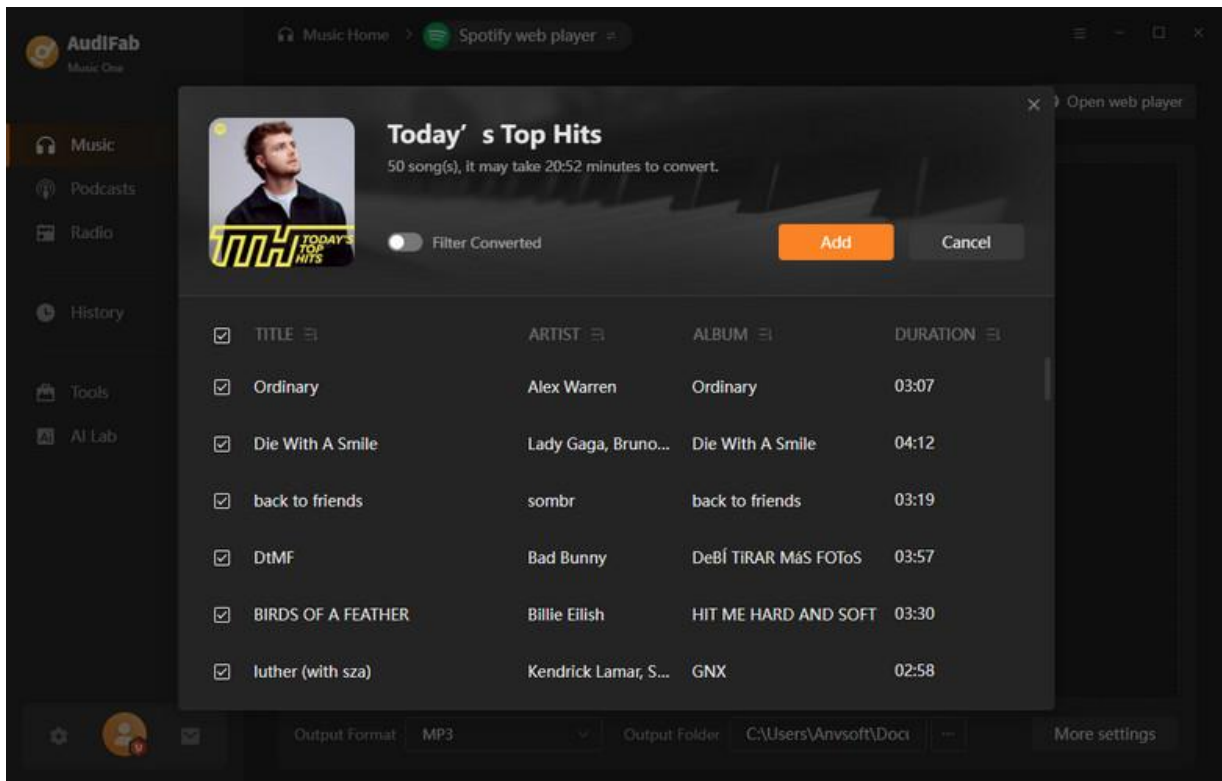 AudiFab
Music One
Music Home > Spotify web player
Open web player
Music
Podcasts
Radio
History
Tools
AI Lab
Today' s Top Hits
50 song(s), it may take 20:52 minutes to convert.
TODAY'S
TOP
HITS
Filter Converted
Add
Cancel
TITLE ARTIST ALBUM DURATION
Ordinary Alex Warren Ordinary 03:07
Die With A Smile Lady Gaga, Bruno... Die With A Smile 04:12
back to friends sombr back to friends 03:19
DtMF Bad Bunny DeBÍ TiRAR MáS FOToS 03:57
BIRDS OF A FEATHER Billie Eilish HIT ME HARD AND SOFT 03:30
luther (with sza) Kendrick Lamar, S... GNX 02:58
Output Format MP3 Output Folder C:\Users\Anvsoft\Docu ... More settings